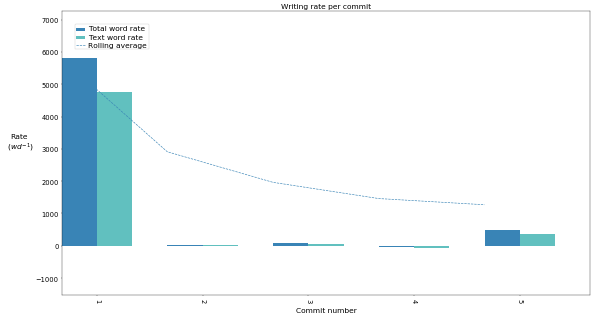 Writing rate per commit
7000
6000
5000
4000
3000
2000
1000
0
−1000
Total word rate
Text word rate
Rolling average
Rate
(wd⁻¹)
1
2
3
4
5
Commit number